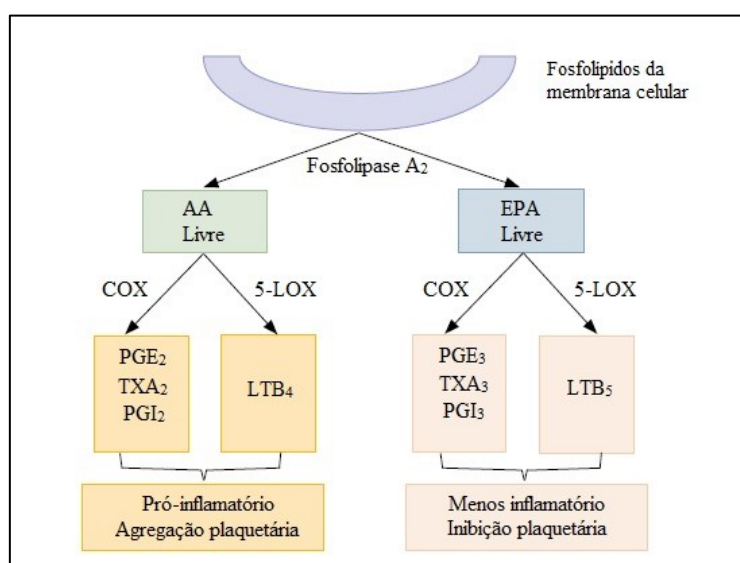 Fosfolipidos da
membrana celular
Fosfolipase A₂
AA
Livre
EPA
Livre
COX
5-LOX
COX
5-LOX
PGE₂
TXA₂
PGI₂
LTB₄
PGE₃
TXA₃
PGI₃
LTB₅
Pró-inflamatório
Agregação plaquetária
Menos inflamatório
Inibição plaquetária